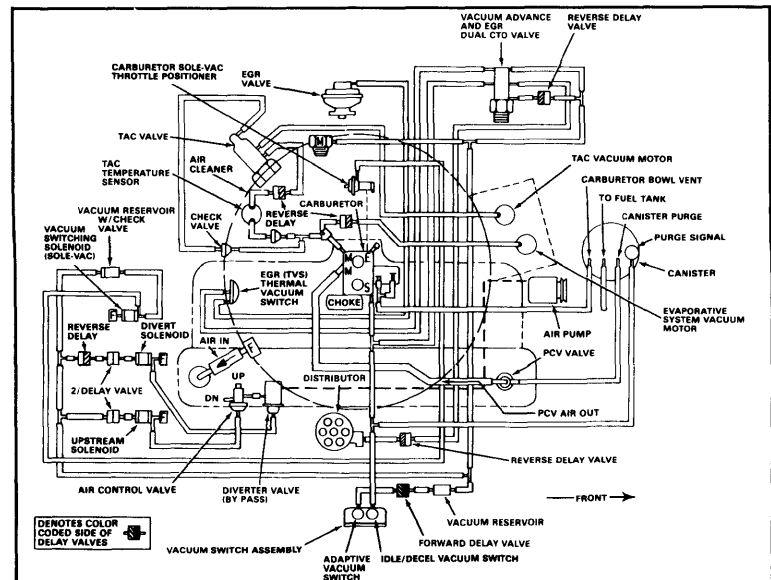 VACUUM ADVANCE
AND EGR
DUAL CTO VALVE
REVERSE DELAY
VALVE
CARBURETOR SOLE-VAC
THROTTLE POSITIONER
EGR
VALVE
TAC VALVE
AIR
CLEANER
TAC
TEMPERATURE
SENSOR
VACUUM RESERVOIR
W/CHECK
VALVE
VACUUM
SWITCHING
SOLENOID
(SOLE-VAC)
CHECK
VALVE
REVERSE
DELAY
CARBURETOR
M
TAC VACUUM MOTOR
CARBURETOR BOWL VENT
TO FUEL TANK
CANISTER PURGE
PURGE SIGNAL
CANISTER
EVAPORATIVE
SYSTEM VACUUM
MOTOR
M
M
E
S
CHOKE
EGR (TVS)
THERMAL
VACUUM
SWITCH
AIR PUMP
PCV VALVE
REVERSE
DELAY
DIVERT
SOLENOID
AIR IN
UP
DN
DISTRIBUTOR
2/DELAY VALVE
UPSTREAM
SOLENOID
PCV AIR OUT
REVERSE DELAY VALVE
AIR CONTROL VALVE
DIVERTER VALVE
(BY PASS)
FRONT
VACUUM RESERVOIR
FORWARD DELAY VALVE
DENOTES COLOR
CODED SIDE OF
DELAY VALVES
VACUUM SWITCH ASSEMBLY
ADAPTIVE
VACUUM
SWITCH
IDLE/DECEL VACUUM SWITCH